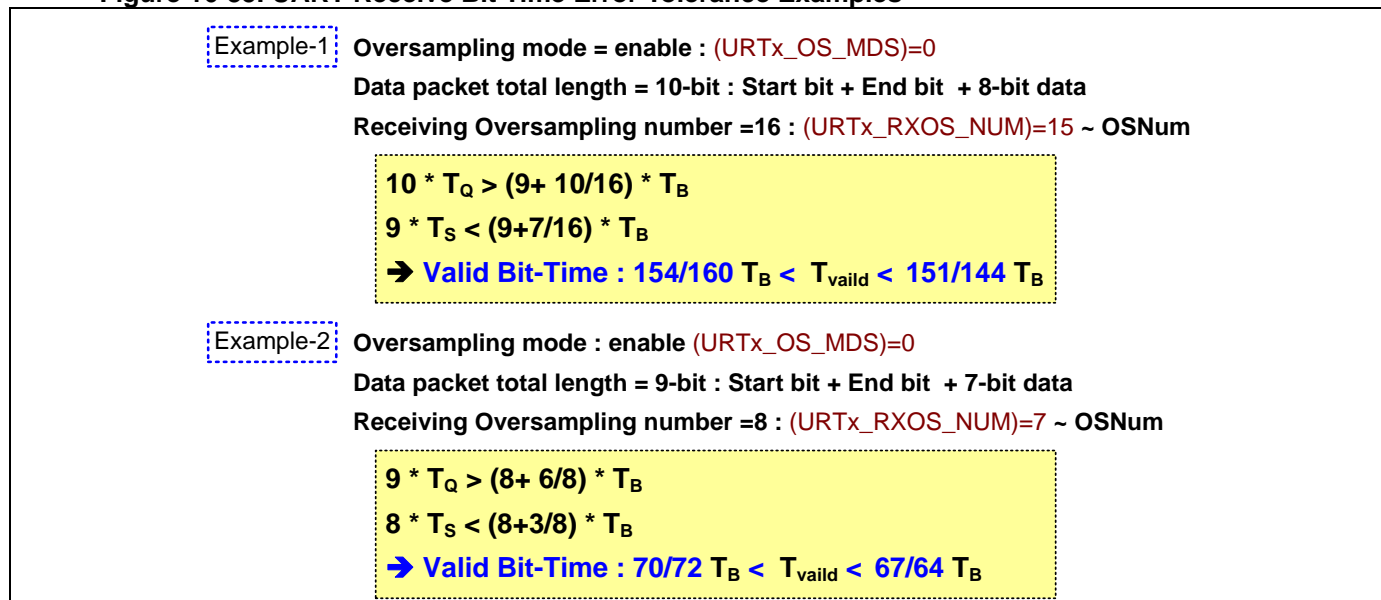 Example-1 Oversampling mode = enable : (URTx_OS_MDS)=0
Data packet total length = 10-bit : Start bit + End bit + 8-bit data
Receiving Oversampling number =16 : (URTx_RXOS_NUM)=15 ~ OSNum
10 * TQ > (9+ 10/16) * TB
9 * TS < (9+7/16) * TB
➔ Valid Bit-Time : 154/160 TB < Tvaild < 151/144 TB
Example-2 Oversampling mode : enable (URTx_OS_MDS)=0
Data packet total length = 9-bit : Start bit + End bit + 7-bit data
Receiving Oversampling number =8 : (URTx_RXOS_NUM)=7 ~ OSNum
9 * TQ > (8+ 6/8) * TB
8 * TS < (8+3/8) * TB
➔ Valid Bit-Time : 70/72 TB < Tvaild < 67/64 TB